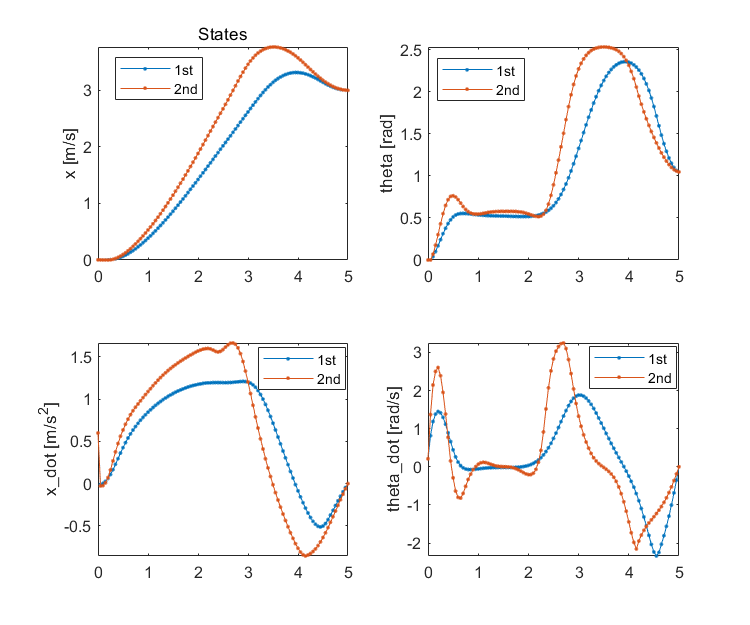 States
x [m/s]
3
2
1
0
0 1 2 3 4 5
1st
2nd
theta [rad]
2.5
2
1.5
1
0.5
0
0 1 2 3 4 5
1st
2nd
x_dot [m/s²]
1.5
1
0.5
0
-0.5
0 1 2 3 4 5
1st
2nd
theta_dot [rad/s]
3
2
1
0
-1
-2
0 1 2 3 4 5
1st
2nd